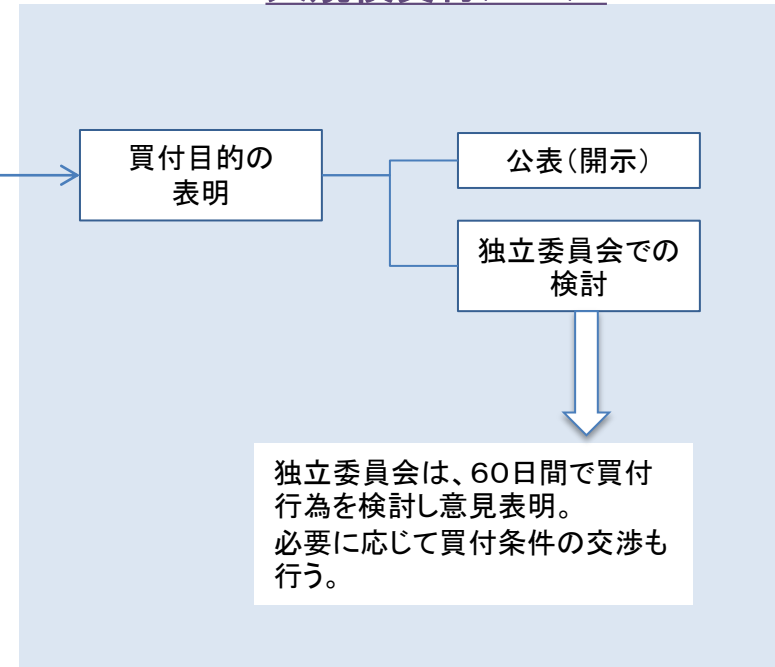 買付目的の
表明
公表（開示）
独立委員会での
検討
独立委員会は、６０日間で買付
行為を検討し意見表明。
必要に応じて買付条件の交渉も
行う。